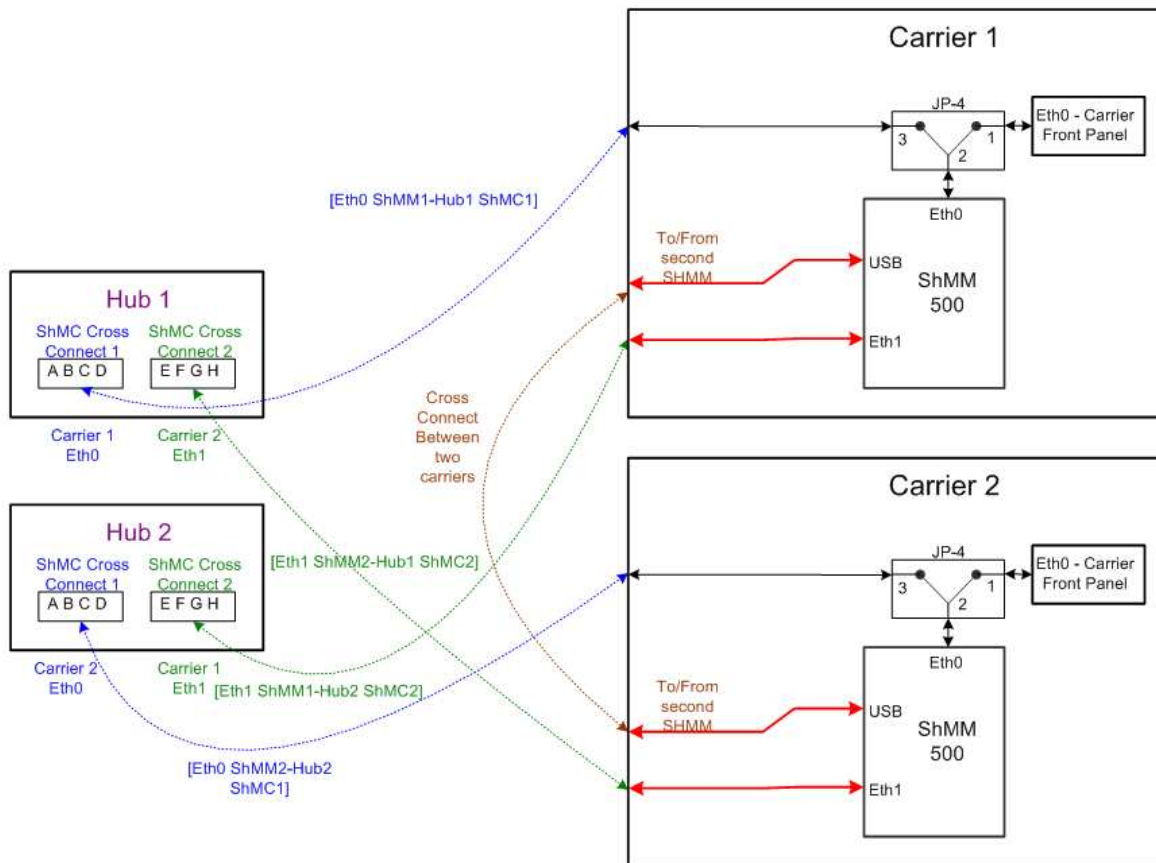 Carrier 1
JP-4
3
1
2
Eth0 - Carrier
Front Panel
[Eth0 ShMM1-Hub1 ShMC1]
Eth0
To/From
second
SHMM
USB
ShMM
500
Eth1
Hub 1
ShMC Cross
Connect 1
A B C D
ShMC Cross
Connect 2
E F G H
Carrier 1
Eth0
Carrier 2
Eth1
Cross
Connect
Between
two
carriers
Carrier 2
Hub 2
ShMC Cross
Connect 1
A B C D
ShMC Cross
Connect 2
E F G H
Carrier 2
Eth0
Carrier 1
Eth1
[Eth1 ShMM2-Hub1 ShMC2]
[Eth1 ShMM1-Hub2 ShMC2]
[Eth0 ShMM2-Hub2
ShMC1]
JP-4
3
1
2
Eth0 - Carrier
Front Panel
Eth0
To/From
second
SHMM
USB
ShMM
500
Eth1